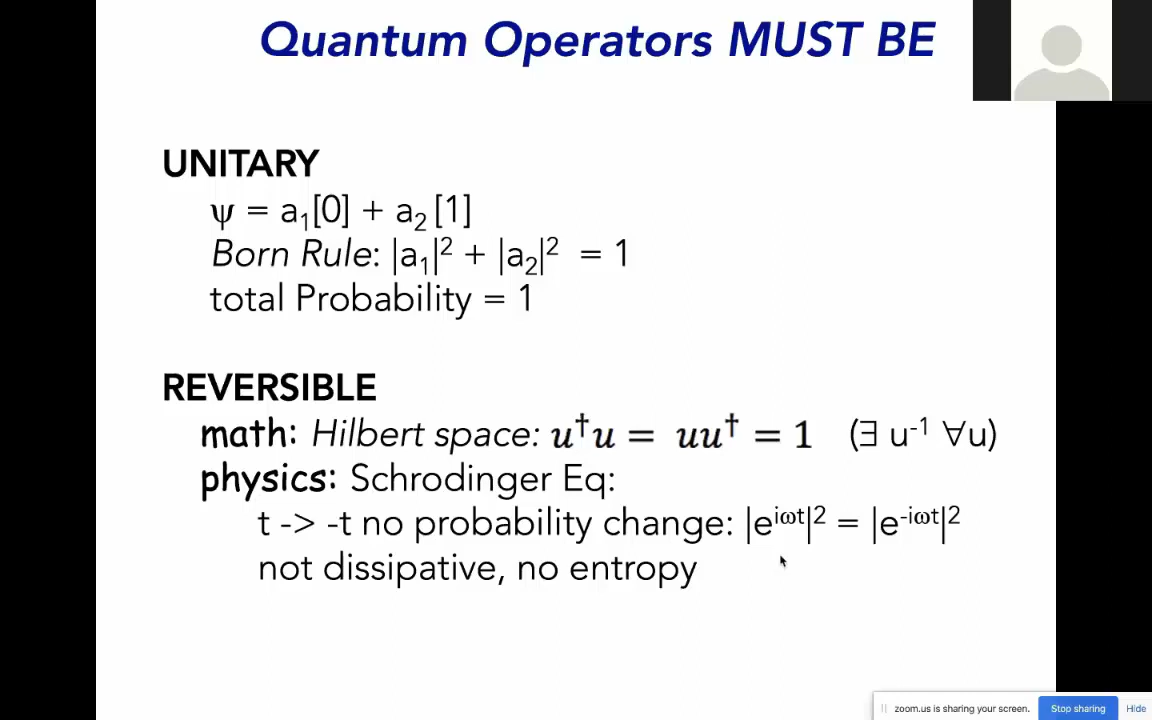 Quantum Operators MUST BE
UNITARY
ψ = a₁[0] + a₂ [1]
Born Rule: |a₁|² + |a₂|² = 1
total Probability = 1
REVERSIBLE
math: Hilbert space: u†u = uu† = 1 (∃ u⁻¹ ∀u)
physics: Schrodinger Eq:
t -> -t no probability change: |e^iωt|² = |e^-iωt|²
not dissipative, no entropy
zoom.us is sharing your screen. Stop sharing Hide